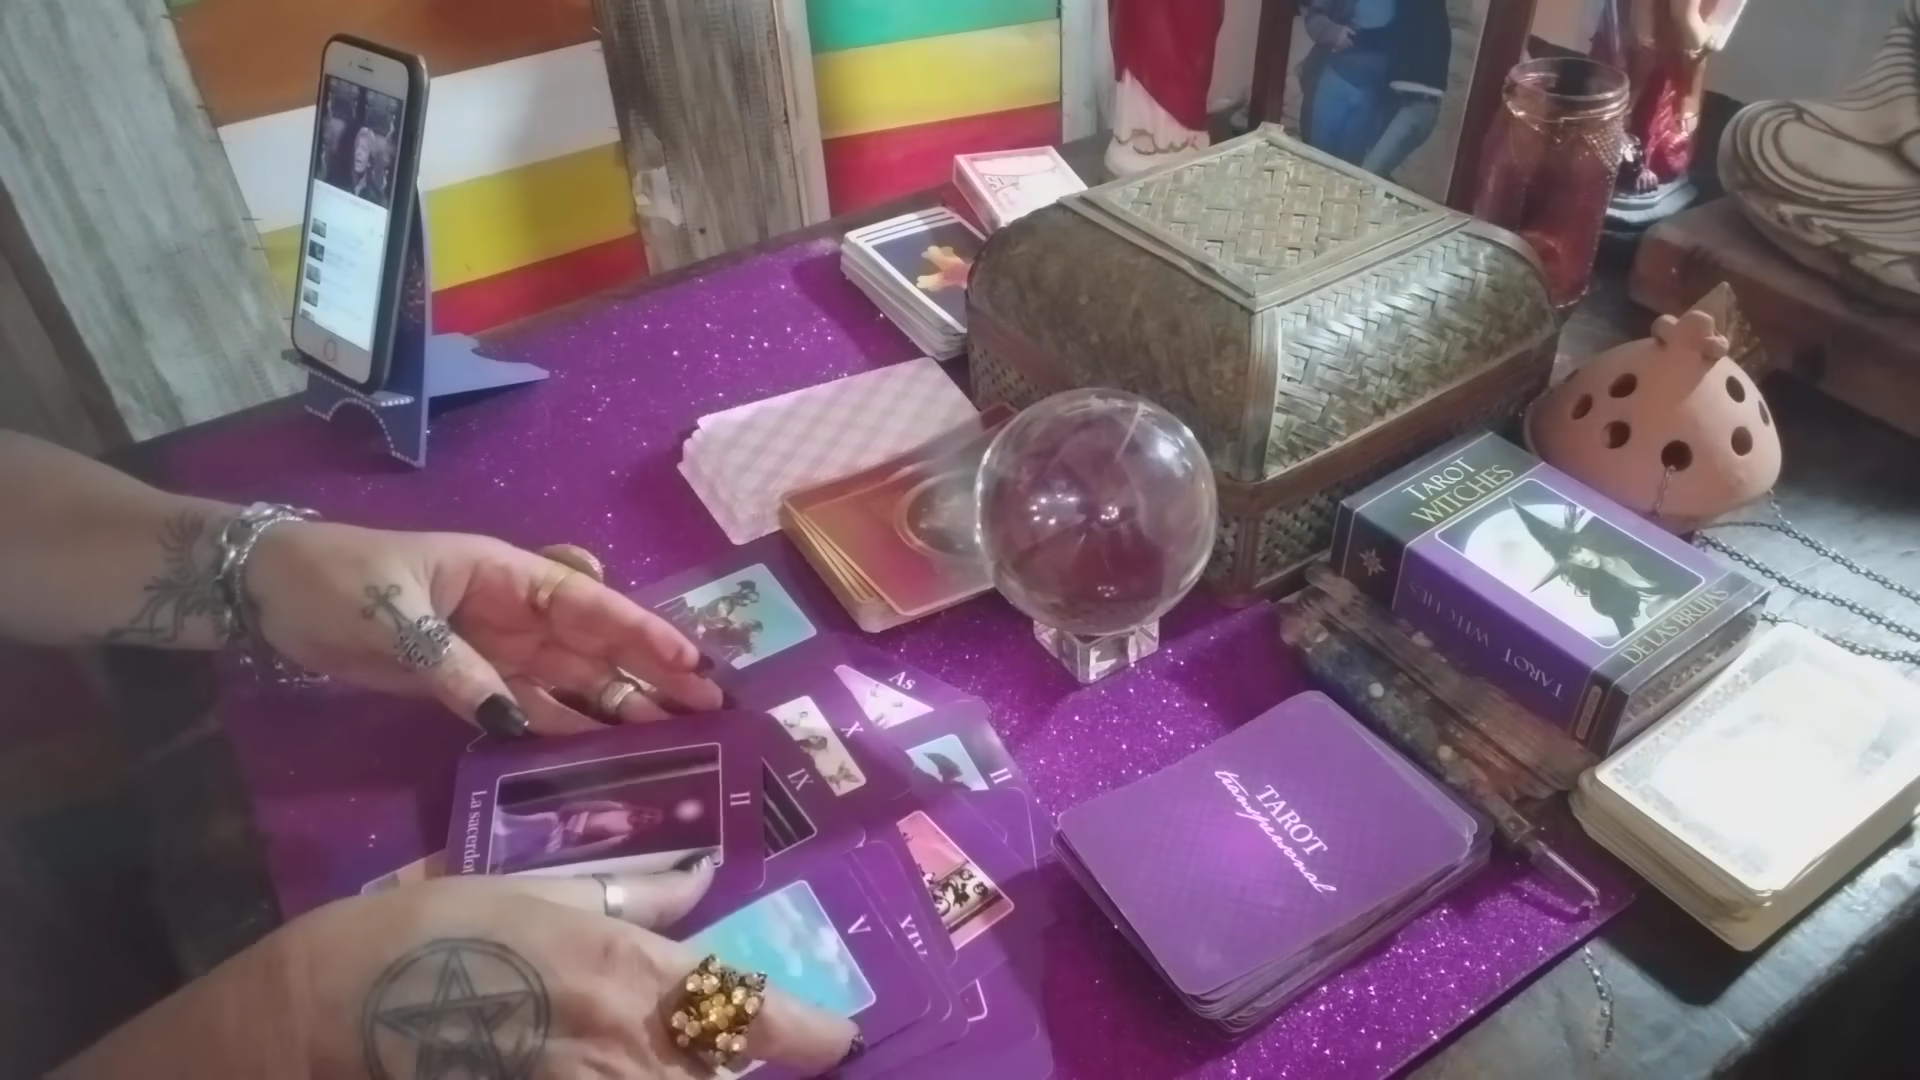 TAROT
WITCHES
DE LAS BRUJAS
TAROT WITCHES
As
X
II
IX
II
La sacerdot
V
TAROT
transpersonal